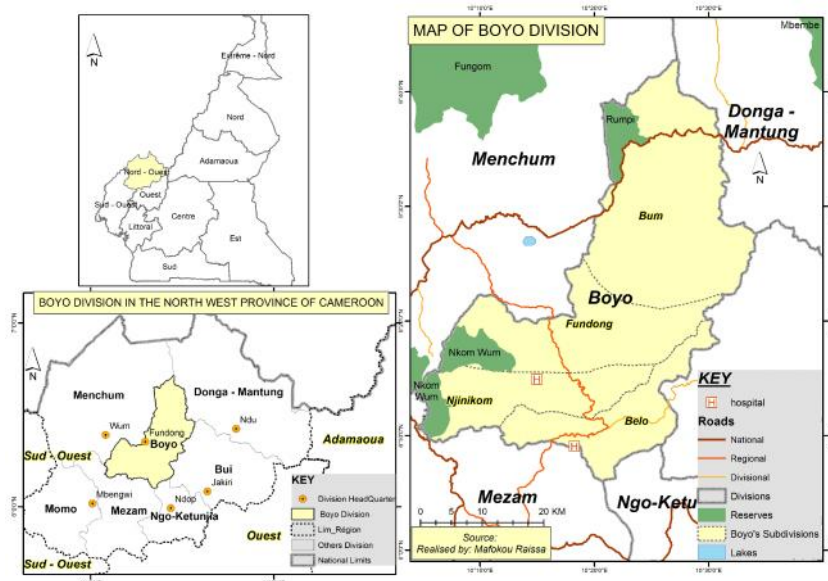 N
Extrême - Nord
Nord
Adamaoua
Nord - Ouest
Ouest
Sud - Ouest
Centre
Littoral
Est
Sud
BOYO DIVISION IN THE NORTH WEST PROVINCE OF CAMEROON
7°00'N
6°00'N
N
Menchum
Donga - Mantung
Wum
Fundong
Boyo
Ndu
Adamaoua
Sud - Ouest
Bui
Jakiri
Mbengwi
Ndop
Momo
Mezam
Ngo-Ketunjia
Ouest
Sud - Ouest
KEY
Division HeadQuarter
Boyo Division
Lim_Région
Others Division
National Limits
MAP OF BOYO DIVISION
Mbembe
Fungom
Rumpi
Donga -
Mantung
Menchum
N
Bum
Boyo
Fundong
Nkom Wum
Nkom
Wum
Njinikom
Belo
Mezam
Ngo-Ketu
0 5 10 20 KM
Source:
Realised by: Mafokou Raissa
KEY
H hospital
Roads
National
Regional
Divisional
Divisions
Reserves
Boyo's Subdivisions
Lakes
H
H